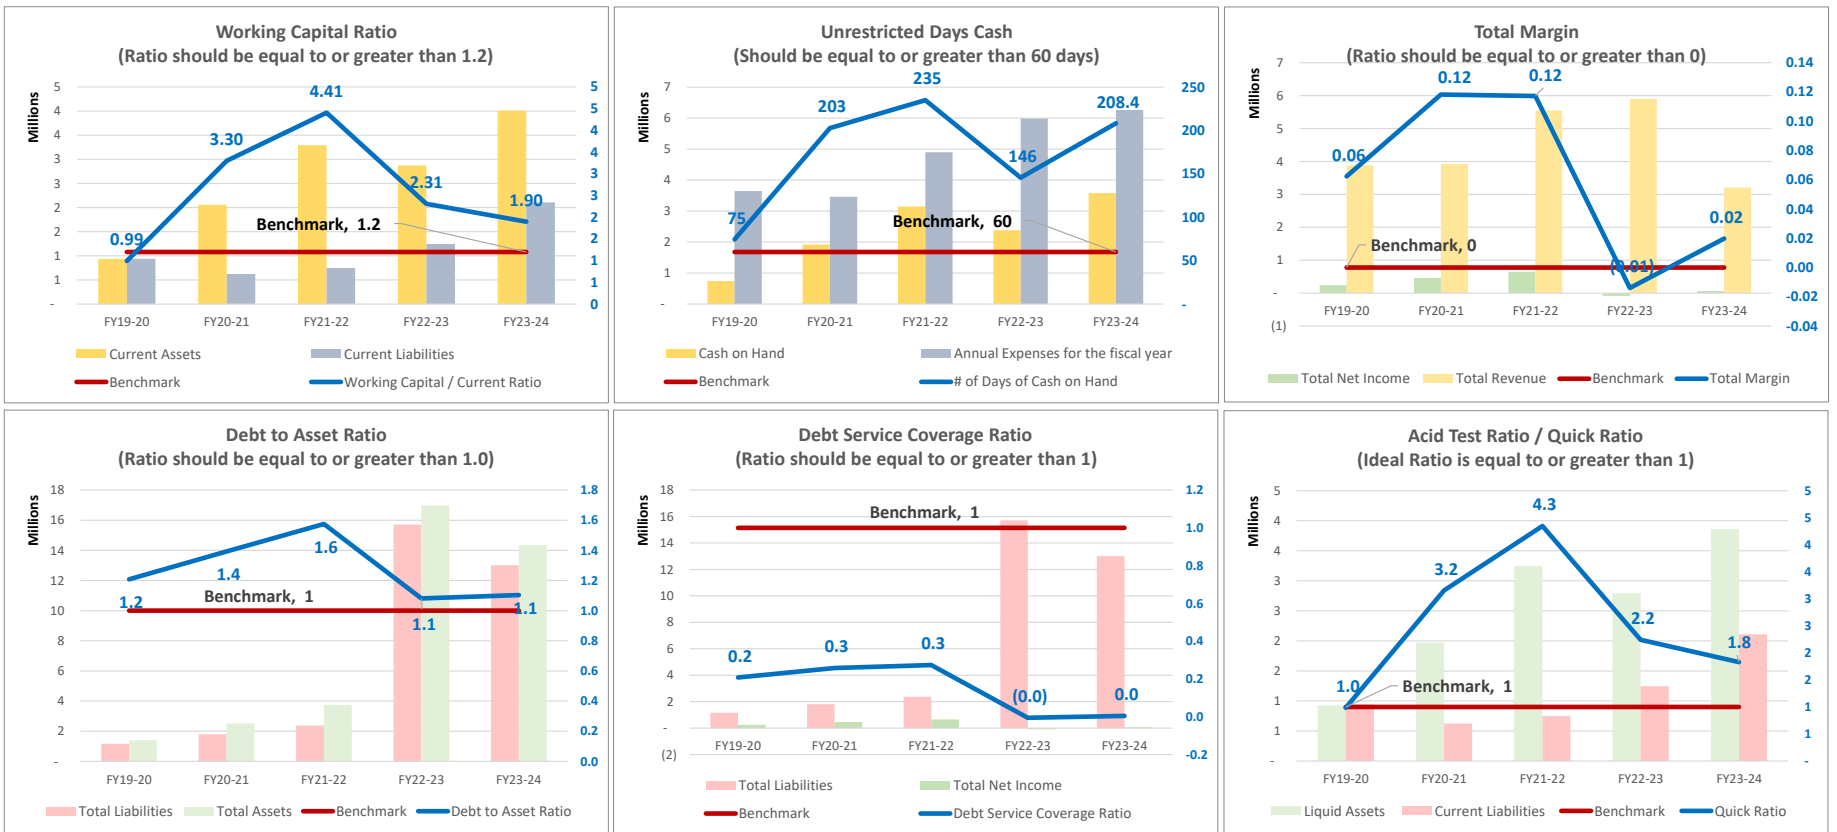 Working Capital Ratio
(Ratio should be equal to or greater than 1.2)
Millions
5
4
4
3
3
2
2
1
1
-
5
5
4
4
3
3
2
2
1
1
0
0.99
3.30
4.41
2.31
1.90
Benchmark, 1.2
FY19-20
FY20-21
FY21-22
FY22-23
FY23-24
Current Assets
Current Liabilities
Benchmark
Working Capital / Current Ratio
Unrestricted Days Cash
(Should be equal to or greater than 60 days)
Millions
7
6
5
4
3
2
1
-
250
200
150
100
50
-
75
203
235
146
208.4
Benchmark, 60
FY19-20
FY20-21
FY21-22
FY22-23
FY23-24
Cash on Hand
Annual Expenses for the fiscal year
Benchmark
# of Days of Cash on Hand
Total Margin
(Ratio should be equal to or greater than 0)
Millions
7
6
5
4
3
2
1
-
(1)
0.14
0.12
0.10
0.08
0.06
0.04
0.02
0.00
-0.02
-0.04
0.06
0.12
0.12
(0.01)
0.02
Benchmark, 0
FY19-20
FY20-21
FY21-22
FY22-23
FY23-24
Total Net Income
Total Revenue
Benchmark
Total Margin
Debt to Asset Ratio
(Ratio should be equal to or greater than 1.0)
Millions
18
16
14
12
10
8
6
4
2
-
1.8
1.6
1.4
1.2
1.0
0.8
0.6
0.4
0.2
0.0
1.2
1.4
1.6
1.1
1.1
Benchmark, 1
FY19-20
FY20-21
FY21-22
FY22-23
FY23-24
Total Liabilities
Total Assets
Benchmark
Debt to Asset Ratio
Debt Service Coverage Ratio
(Ratio should be equal to or greater than 1)
Millions
18
16
14
12
10
8
6
4
2
-
(2)
1.2
1.0
0.8
0.6
0.4
0.2
0.0
-0.2
Benchmark, 1
0.2
0.3
0.3
(0.0)
0.0
FY19-20
FY20-21
FY21-22
FY22-23
FY23-24
Total Liabilities
Total Net Income
Benchmark
Debt Service Coverage Ratio
Acid Test Ratio / Quick Ratio
(Ideal Ratio is equal to or greater than 1)
Millions
5
4
4
3
3
2
2
1
1
-
5
5
4
4
3
3
2
2
1
1
-
1.0
3.2
4.3
2.2
1.8
Benchmark, 1
FY19-20
FY20-21
FY21-22
FY22-23
FY23-24
Liquid Assets
Current Liabilities
Benchmark
Quick Ratio